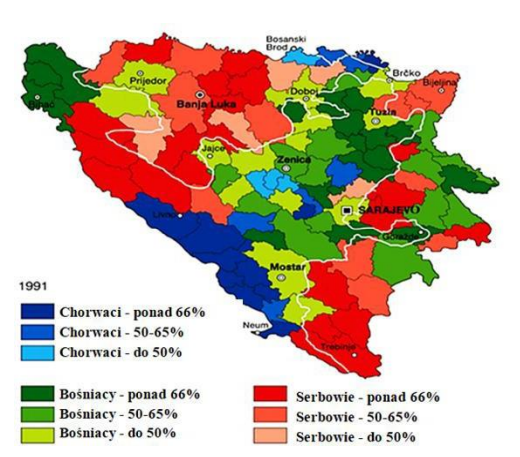 Bosanski
Brod
Prijedor
Brčko
Bijeljina
Bihać
Banja Luka
Doboj
Tuzla
Jajce
Zenica
SARAJEVO
Livno
Goražde
Mostar
1991
Chorwaci - ponad 66%
Chorwaci - 50-65%
Chorwaci - do 50%
Neum
Trebinje
Bośniacy - ponad 66%
Bośniacy - 50-65%
Bośniacy - do 50%
Serbowie - ponad 66%
Serbowie - 50-65%
Serbowie - do 50%